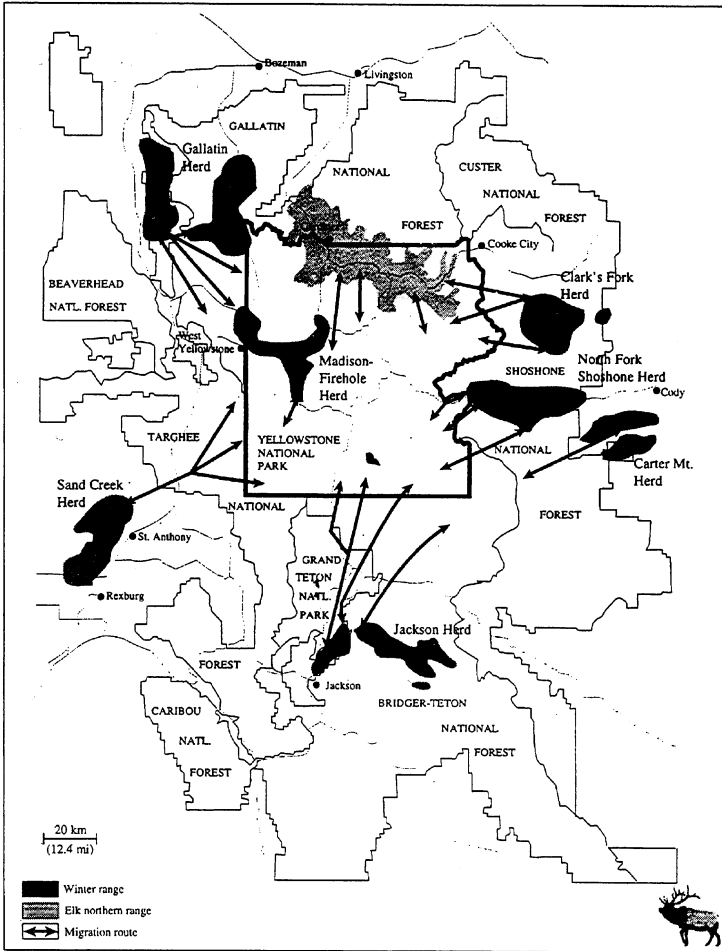 Bozeman
Livingston
GALLATIN
Gallatin
Herd
NATIONAL
CUSTER
NATIONAL
FOREST
FOREST
Cooke City
BEAVERHEAD
NATL. FOREST
Clark's Fork
Herd
West
Yellowstone
Madison-
Firehole
Herd
North Fork
Shoshone Herd
SHOSHONE
Cody
TARGHEE
YELLOWSTONE
NATIONAL
PARK
NATIONAL
Carter Mt.
Herd
Sand Creek
Herd
NATIONAL
FOREST
St. Anthony
GRAND
TETON
NATL.
PARK
Rexburg
Jackson Herd
FOREST
Jackson
BRIDGER-TETON
CARIBOU
NATL.
FOREST
NATIONAL
FOREST
20 km
(12.4 mi)
Winter range
Elk northern range
Migration route